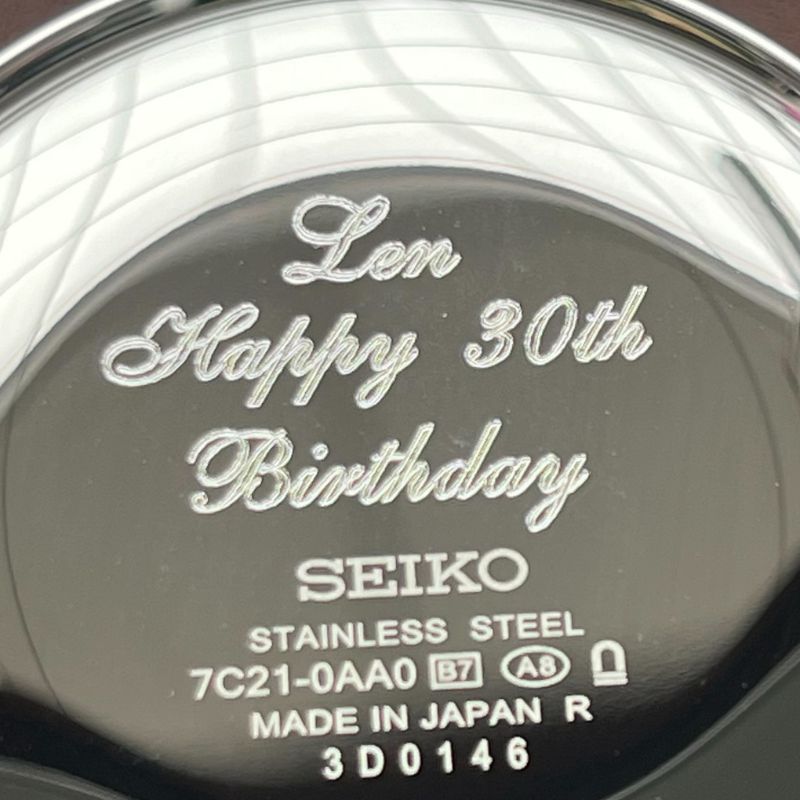 Len
Happy 30th
Birthday
SEIKO
STAINLESS STEEL
7C21-0AA0 B7 A8
MADE IN JAPAN R
3D0146